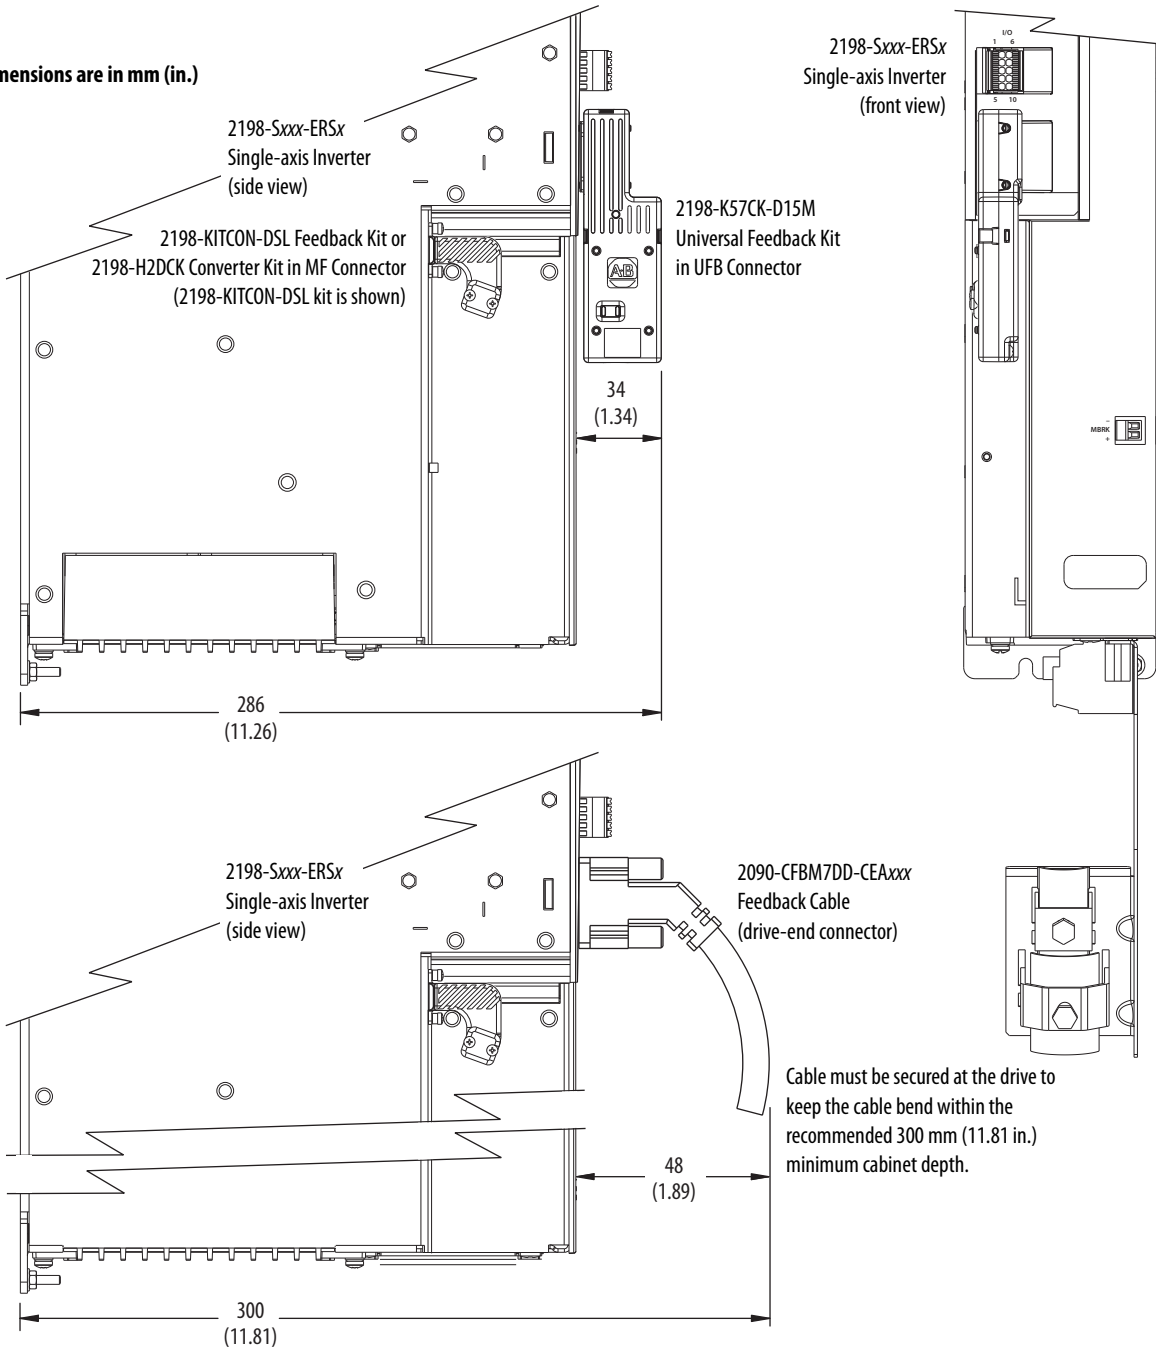 mensions are in mm (in.)
2198-Sxxx-ERSx
Single-axis Inverter
(side view)
2198-KITCON-DSL Feedback Kit or
2198-H2DCK Converter Kit in MF Connector
(2198-KITCON-DSL kit is shown)
2198-K57CK-D15M
Universal Feedback Kit
in UFB Connector
A-B
34
(1.34)
286
(11.26)
2198-Sxxx-ERSx
Single-axis Inverter
(front view)
I/O
1 6
5 10
MBRK
-
+
2198-Sxxx-ERSx
Single-axis Inverter
(side view)
2090-CFBM7DD-CEAxxx
Feedback Cable
(drive-end connector)
Cable must be secured at the drive to
keep the cable bend within the
recommended 300 mm (11.81 in.)
minimum cabinet depth.
48
(1.89)
300
(11.81)